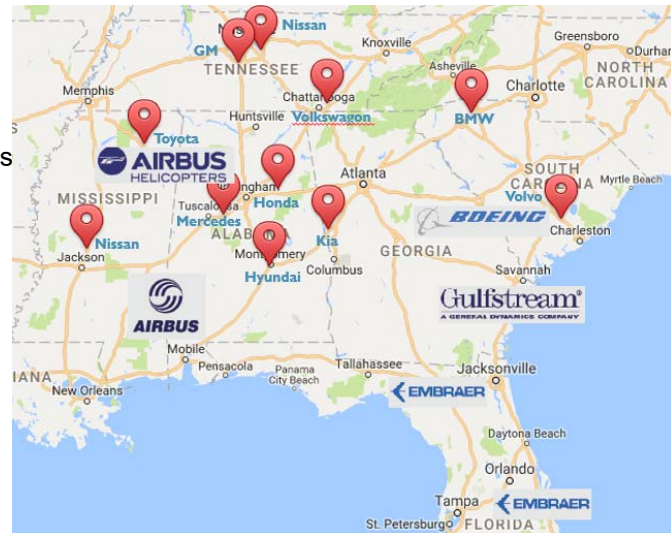 Nissan
GM
Knoxville
Greensboro
Durhar
TENNESSEE
Asheville
NORTH
CAROLINA
Memphis
Chattanooga
Charlotte
Huntsville
Volkswagon
BMW
Toyota
s
AIRBUS
HELICOPTERS
Atlanta
SOUTH
Myrtle Beach
MISSISSIPPI
Honda
Volvo
Mercedes
BOEING
Charleston
Nissan
Kia
GEORGIA
Jackson
Montgomery
Columbus
Hyundai
Savannah
Gulfstream®
A GENERAL DYNAMICS COMPANY
AIRBUS
Mobile
Tallahassee
Jacksonville
IANA
Pensacola
Panama
City Beach
New Orleans
EMBRAER
Daytona Beach
Orlando
Tampa
EMBRAER
St. Petersburg
FLORIDA